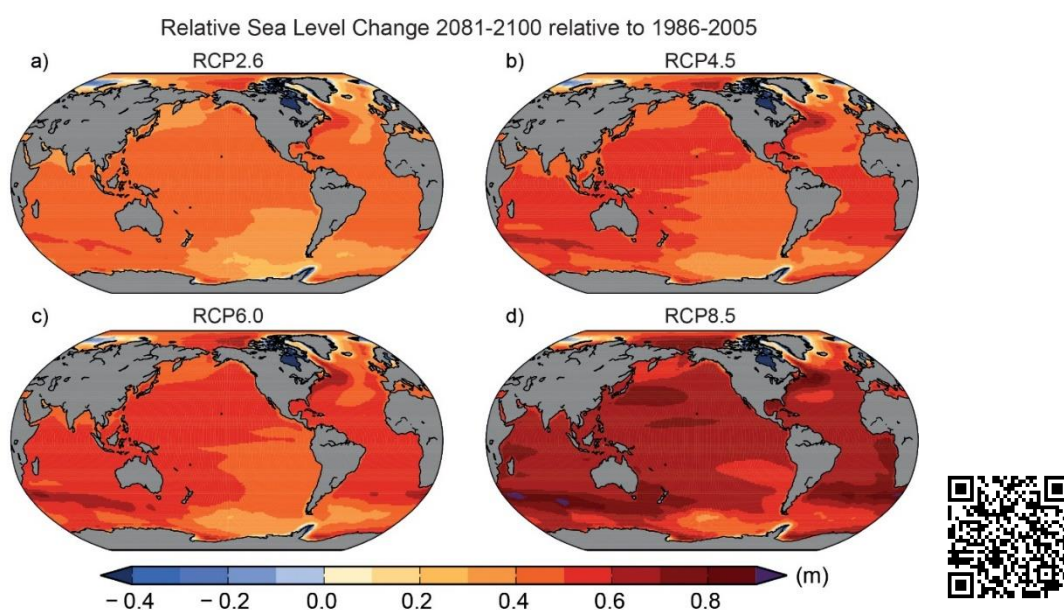 Relative Sea Level Change 2081-2100 relative to 1986-2005
a) RCP2.6
b) RCP4.5
c) RCP6.0
d) RCP8.5
− 0.4 − 0.2 0.0 0.2 0.4 0.6 0.8 (m)